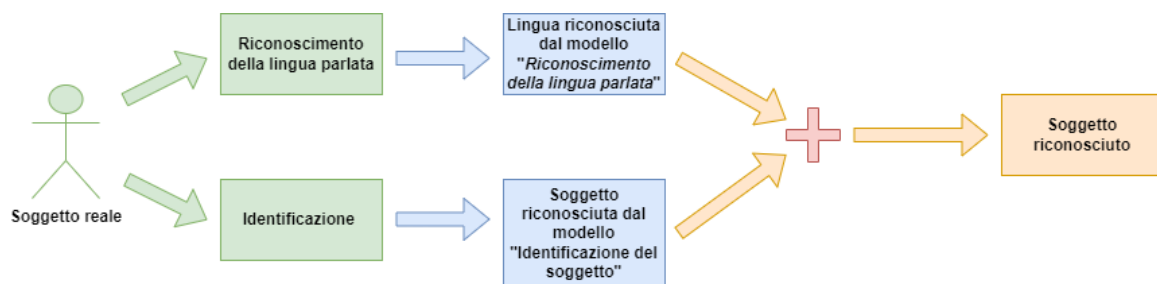 Riconoscimento
della lingua parlata
Lingua riconosciuta
dal modello
"Riconoscimento
della lingua parlata"
Soggetto
riconosciuto
Soggetto reale
Identificazione
Soggetto
riconosciuta dal
modello
"Identificazione del
soggetto"